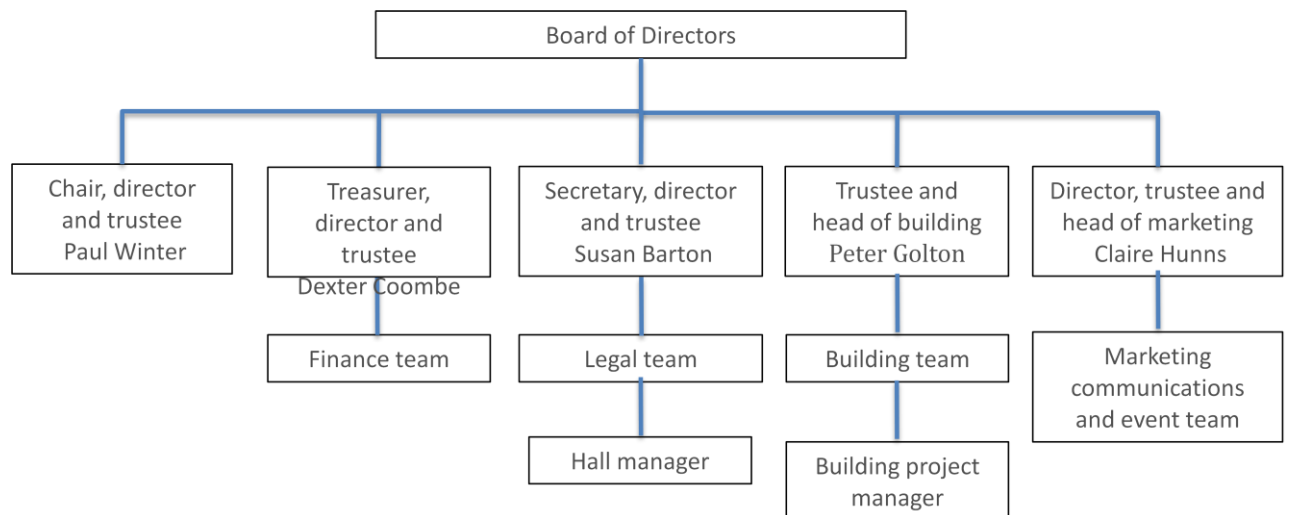 Board of Directors
Chair, director
and trustee
Paul Winter
Treasurer,
director and
trustee
Dexter Coombe
Secretary, director
and trustee
Susan Barton
Trustee and
head of building
Peter Golton
Director, trustee and
head of marketing
Claire Hunns
Finance team
Legal team
Building team
Marketing
communications
and event team
Hall manager
Building project
manager